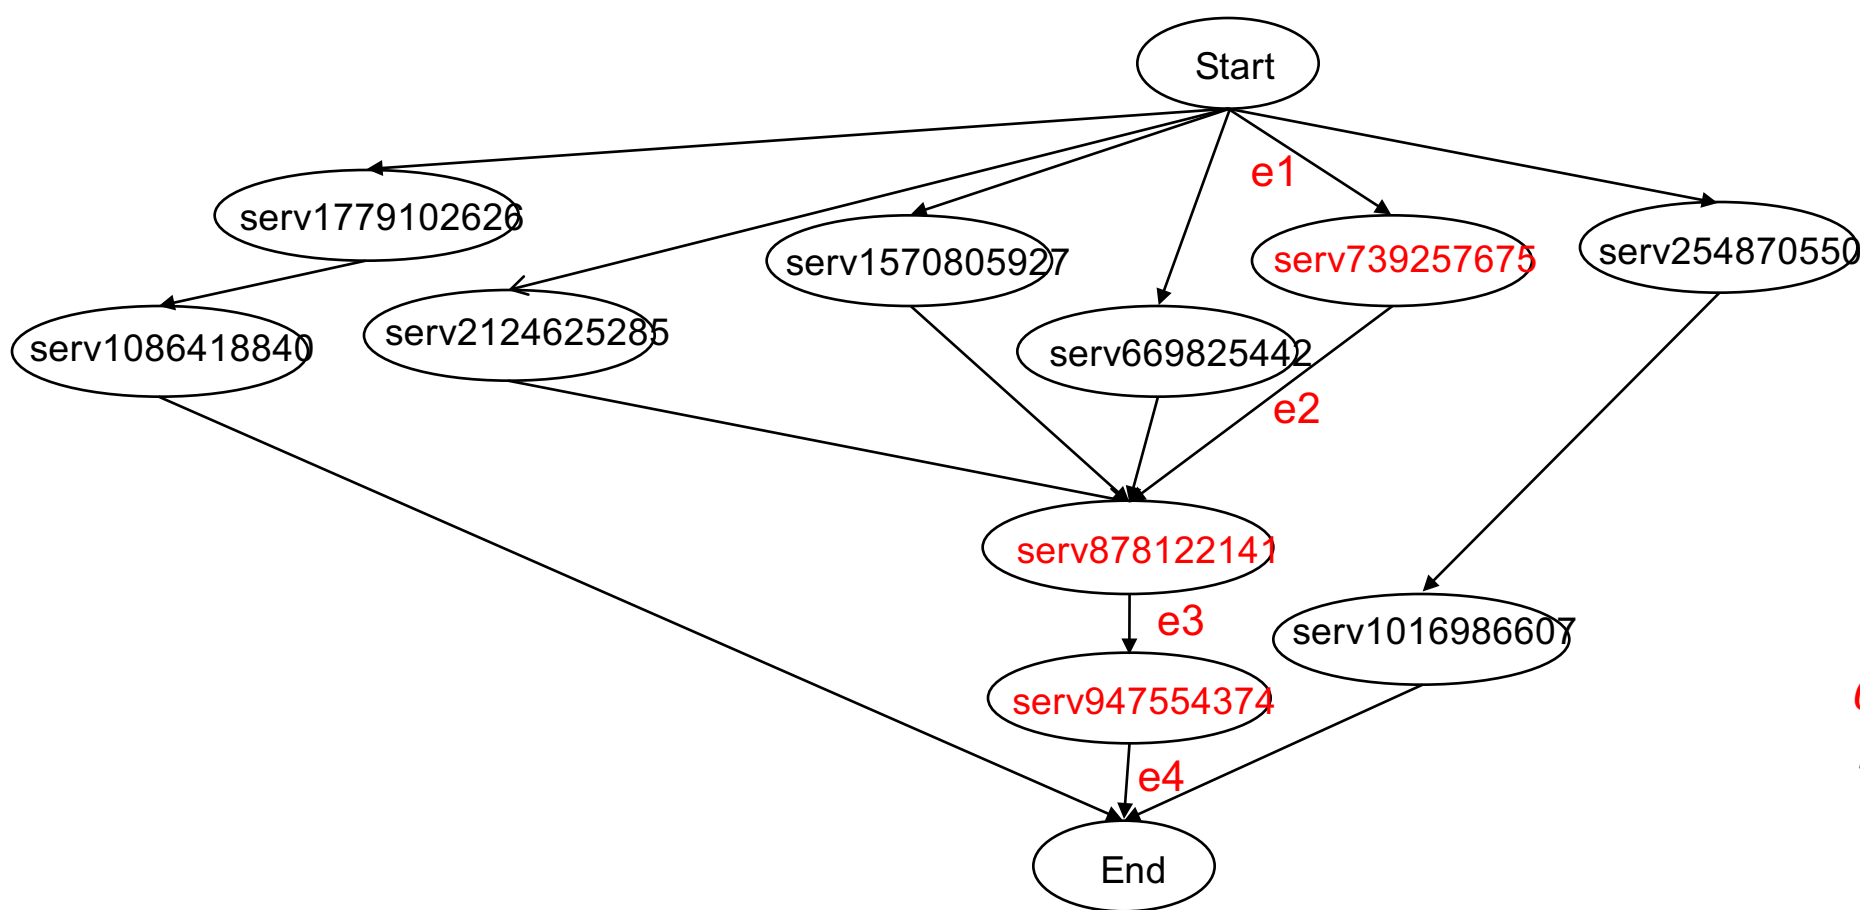 Start
e1
serv1779102626
serv1570805927
serv739257675
serv254870550
serv1086418840
serv2124625285
serv669825442
e2
serv878122141
e3
serv1016986607
serv947554374
e4
End